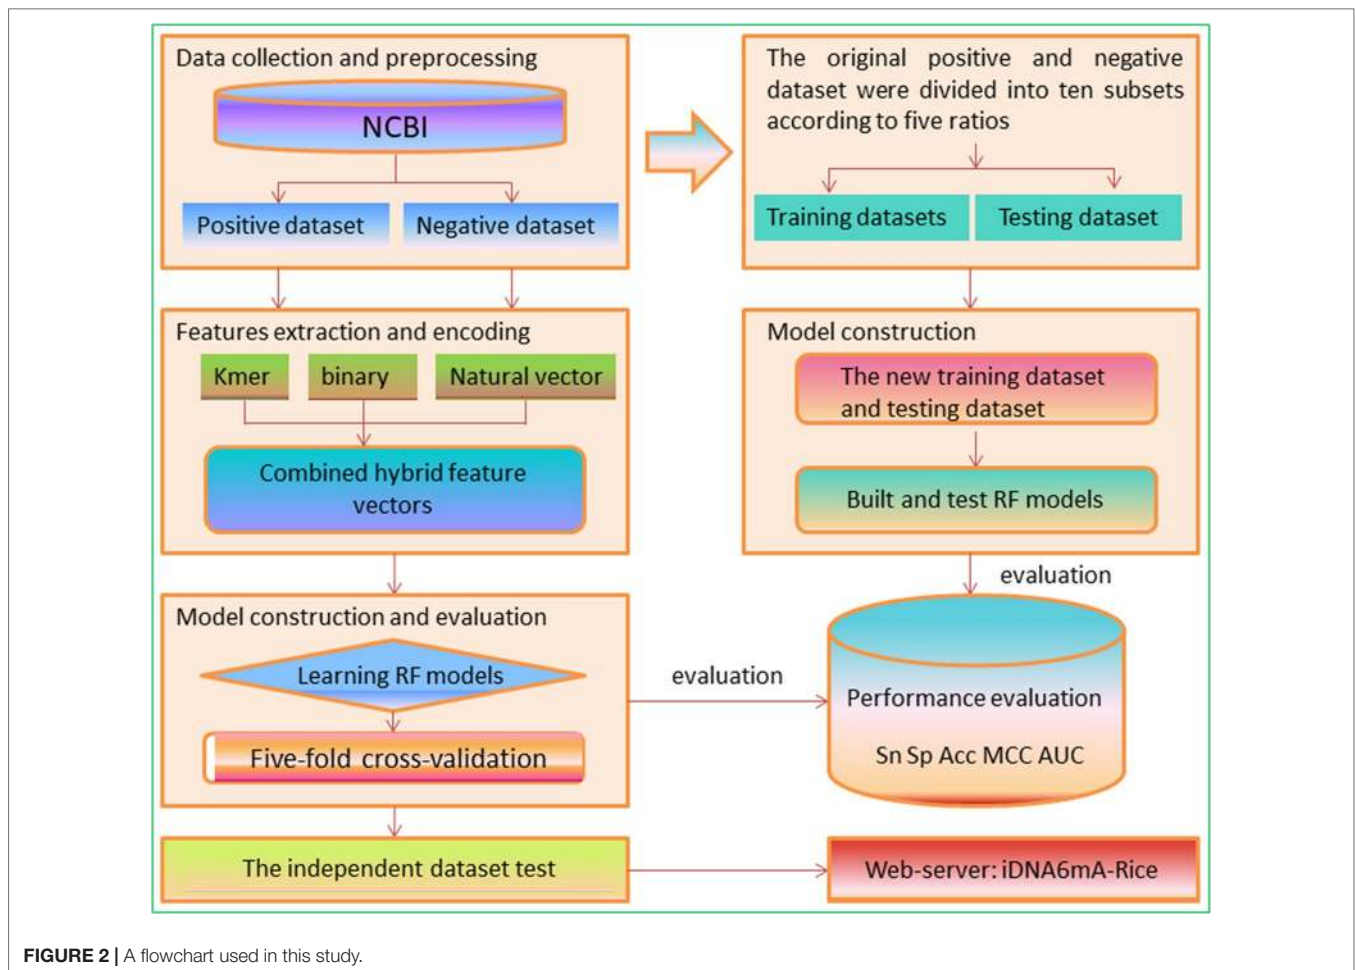 Data collection and preprocessing
NCBI
Positive dataset
Negative dataset
The original positive and negative
dataset were divided into ten subsets
according to five ratios
Training datasets
Testing dataset
Features extraction and encoding
Kmer
binary
Natural vector
Combined hybrid feature
vectors
Model construction
The new training dataset
and testing dataset
Built and test RF models
evaluation
Model construction and evaluation
Learning RF models
Five-fold cross-validation
evaluation
Performance evaluation
Sn Sp Acc MCC AUC
The independent dataset test
Web-server: iDNA6mA-Rice
FIGURE 2 | A flowchart used in this study.